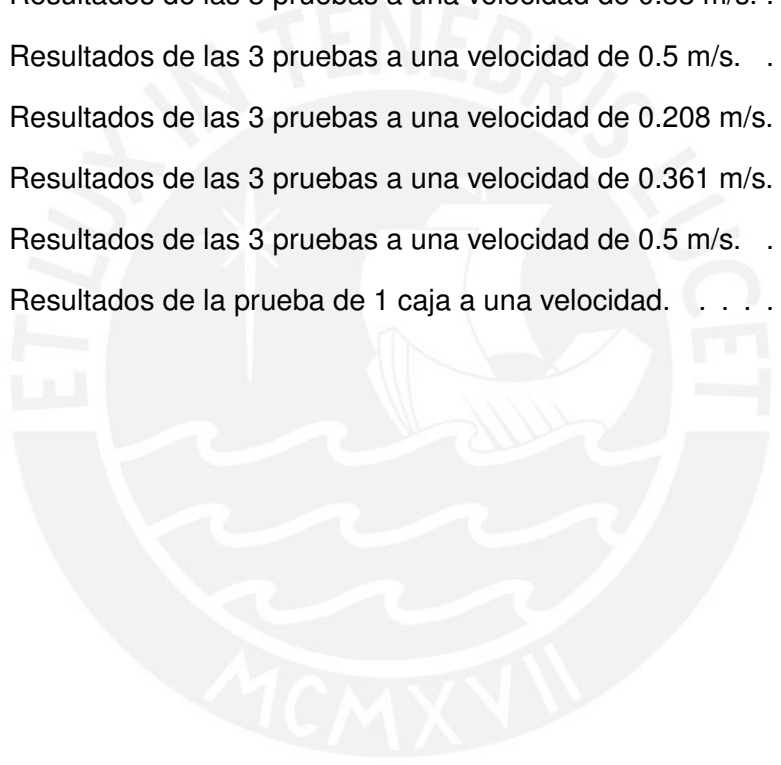 Resultados de las 3 pruebas a una velocidad de
Resultados de las 3 pruebas a una velocidad de 0.5 m/s. .
Resultados de las 3 pruebas a una velocidad de 0.208 m/s.
Resultados de las 3 pruebas a una velocidad de 0.361 m/s.
Resultados de las 3 pruebas a una velocidad de 0.5 m/s. .
Resultados de la prueba de 1 caja a una velocidad. . . . .
ET LUX IN TENEBRIS LUCET
MCMXVII